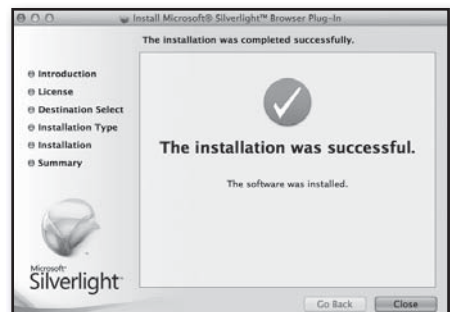 Install Microsoft® Silverlight™ Browser Plug-In
The installation was completed successfully.
Introduction
License
Destination Select
Installation Type
Installation
Summary
The installation was successful.
The software was installed.
Microsoft®
Silverlight™
Go Back
Close